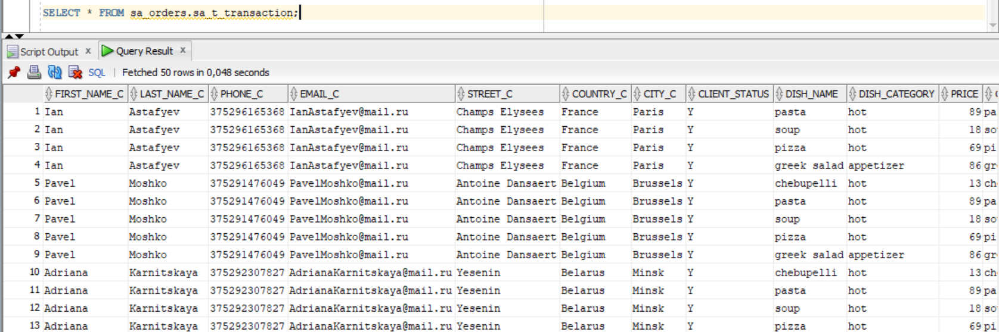 SELECT * FROM sa_orders.sa_t_transaction;
Script Output x Query Result x
SQL | Fetched 50 rows in 0,048 seconds
FIRST_NAME_C LAST_NAME_C PHONE_C EMAIL_C STREET_C COUNTRY_C CITY_C CLIENT_STATUS DISH_NAME DISH_CATEGORY PRICE
1 Ian Astafyev 375296165368 IanAstafyev@mail.ru Champs Elysees France Paris Y pasta hot 89 pa
2 Ian Astafyev 375296165368 IanAstafyev@mail.ru Champs Elysees France Paris Y soup hot 18 so
3 Ian Astafyev 375296165368 IanAstafyev@mail.ru Champs Elysees France Paris Y pizza hot 69 pi
4 Ian Astafyev 375296165368 IanAstafyev@mail.ru Champs Elysees France Paris Y greek salad appetizer 86 gr
5 Pavel Moshko 375291476049 PavelMoshko@mail.ru Antoine Dansaert Belgium Brussels Y chebupelli hot 13 ch
6 Pavel Moshko 375291476049 PavelMoshko@mail.ru Antoine Dansaert Belgium Brussels Y pasta hot 89 pa
7 Pavel Moshko 375291476049 PavelMoshko@mail.ru Antoine Dansaert Belgium Brussels Y soup hot 18 so
8 Pavel Moshko 375291476049 PavelMoshko@mail.ru Antoine Dansaert Belgium Brussels Y pizza hot 69 pi
9 Pavel Moshko 375291476049 PavelMoshko@mail.ru Antoine Dansaert Belgium Brussels Y greek salad appetizer 86 gr
10 Adriana Karnitskaya 375292307827 AdrianaKarnitskaya@mail.ru Yesenin Belarus Minsk Y chebupelli hot 13 ch
11 Adriana Karnitskaya 375292307827 AdrianaKarnitskaya@mail.ru Yesenin Belarus Minsk Y pasta hot 89 pa
12 Adriana Karnitskaya 375292307827 AdrianaKarnitskaya@mail.ru Yesenin Belarus Minsk Y soup hot 18 so
13 Adriana Karnitskaya 375292307827 AdrianaKarnitskaya@mail.ru Yesenin Belarus Minsk Y pizza hot 69 pi